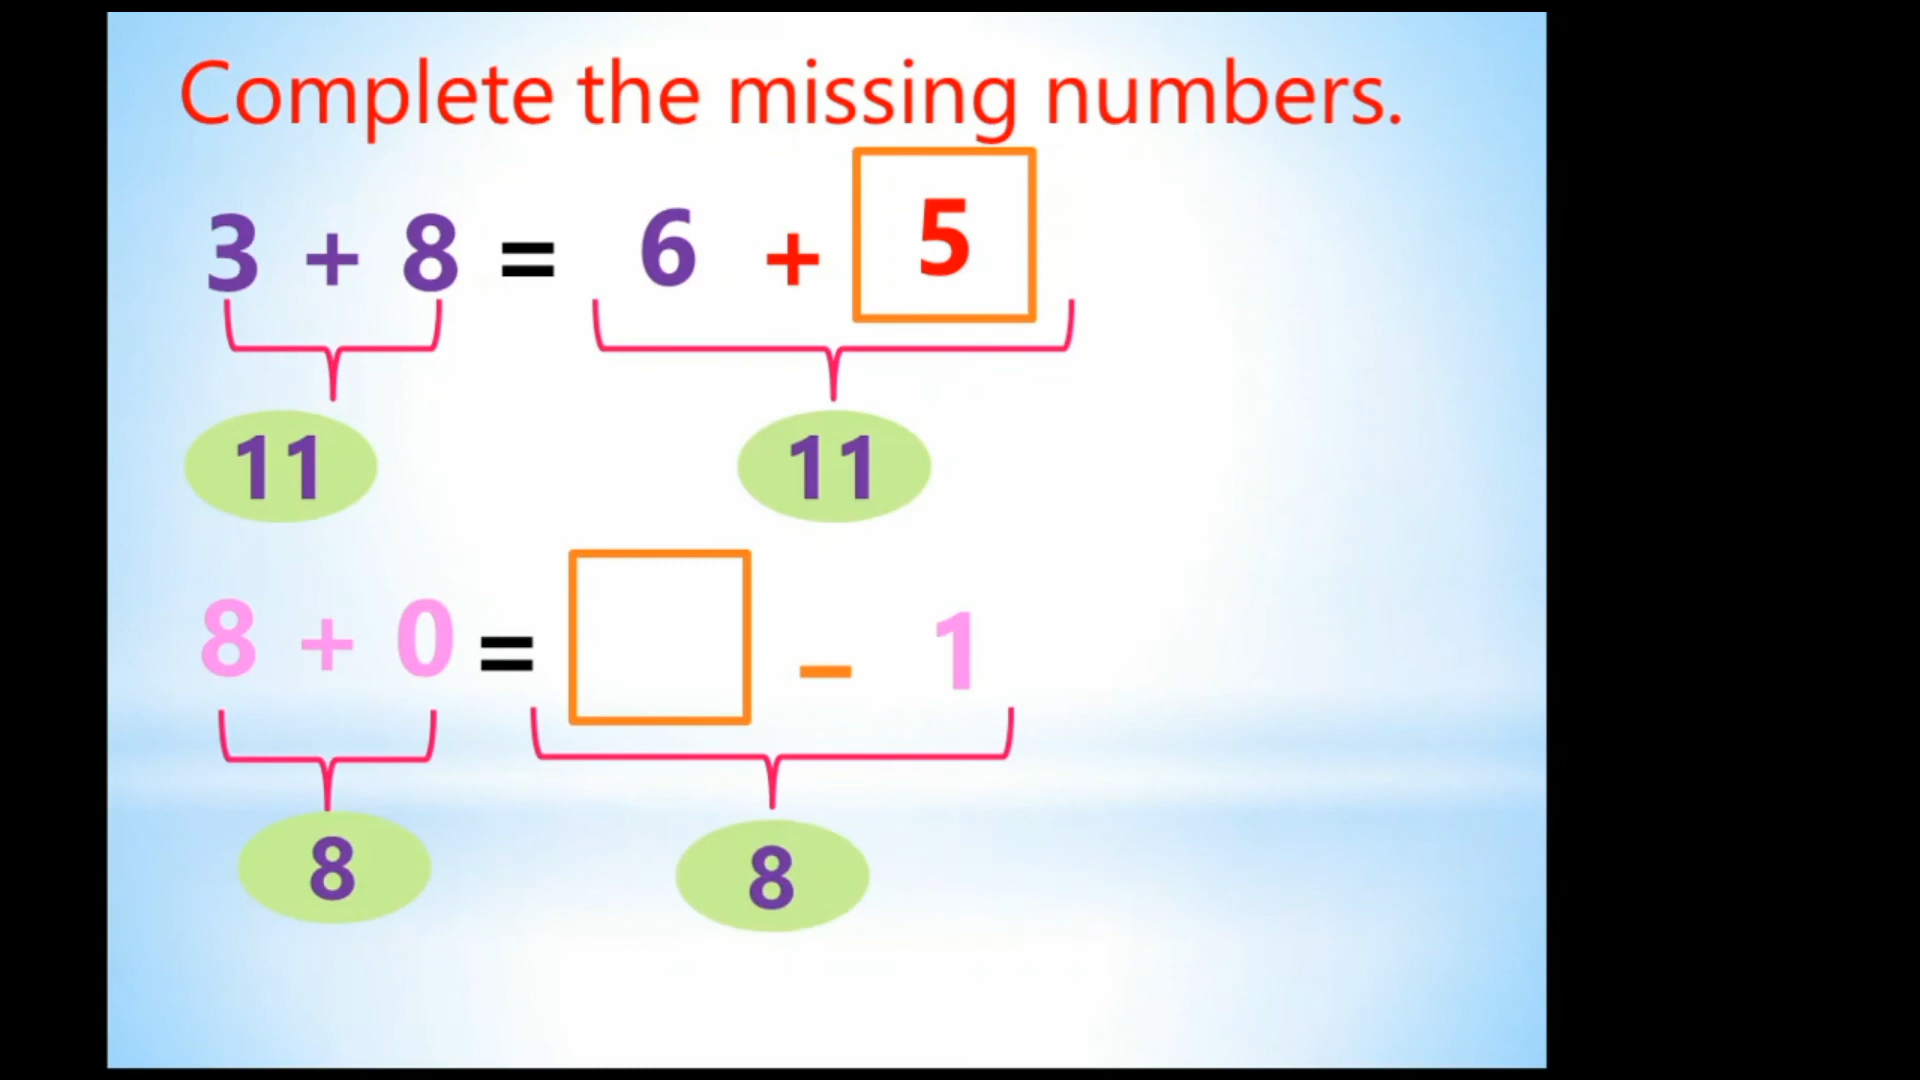 Complete the missing numbers.
3 + 8 = 6 + 5
11 11
8 + 0 = – 1
8 8